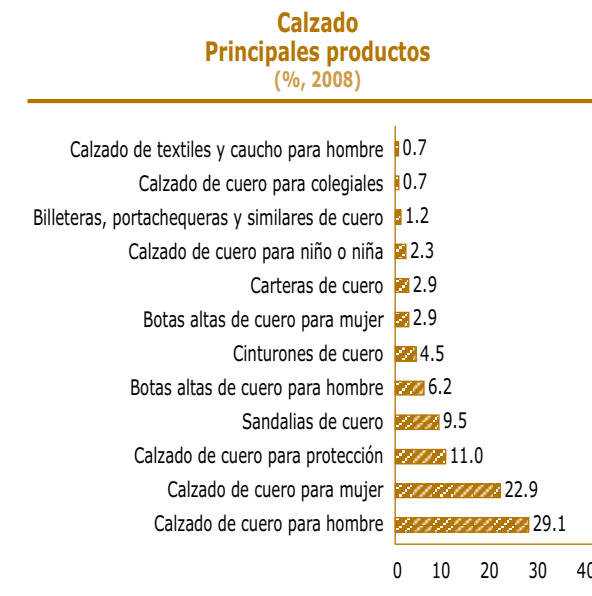 Calzado
Principales productos
(%, 2008)
Calzado de textiles y caucho para hombre 0.7
Calzado de cuero para colegiales 0.7
Billeteras, portachequeras y similares de cuero 1.2
Calzado de cuero para niño o niña 2.3
Carteras de cuero 2.9
Botas altas de cuero para mujer 2.9
Cinturones de cuero 4.5
Botas altas de cuero para hombre 6.2
Sandalias de cuero 9.5
Calzado de cuero para protección 11.0
Calzado de cuero para mujer 22.9
Calzado de cuero para hombre 29.1
0 10 20 30 40